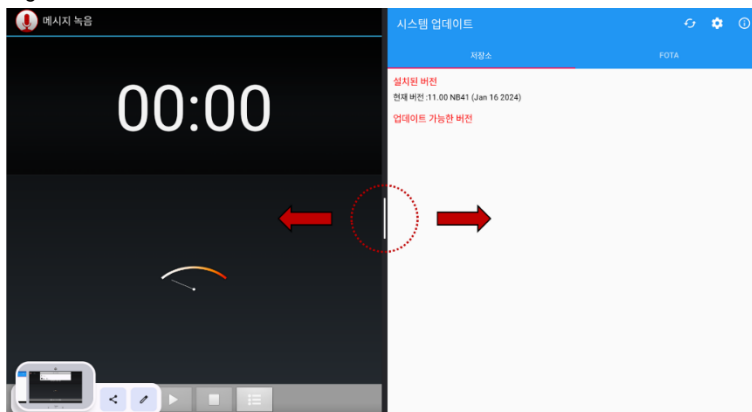 메시지 녹음
00:00
시스템 업데이트
저장소
FOTA
설치된 버전
현재 버전 :11.00 NB41 (Jan 16 2024)
업데이트 가능한 버전